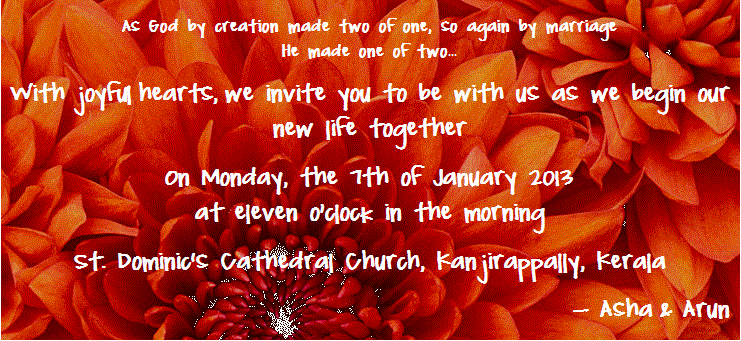 As God by creation made two of one, so again by marriage
He made one of two...
With joyful hearts, we invite you to be with us as we begin our
new life together
On Monday, the 7th of January 2013
at eleven o'clock in the morning
St. Dominic's Cathedral Church, Kanjirappally, Kerala
— Asha & Arun